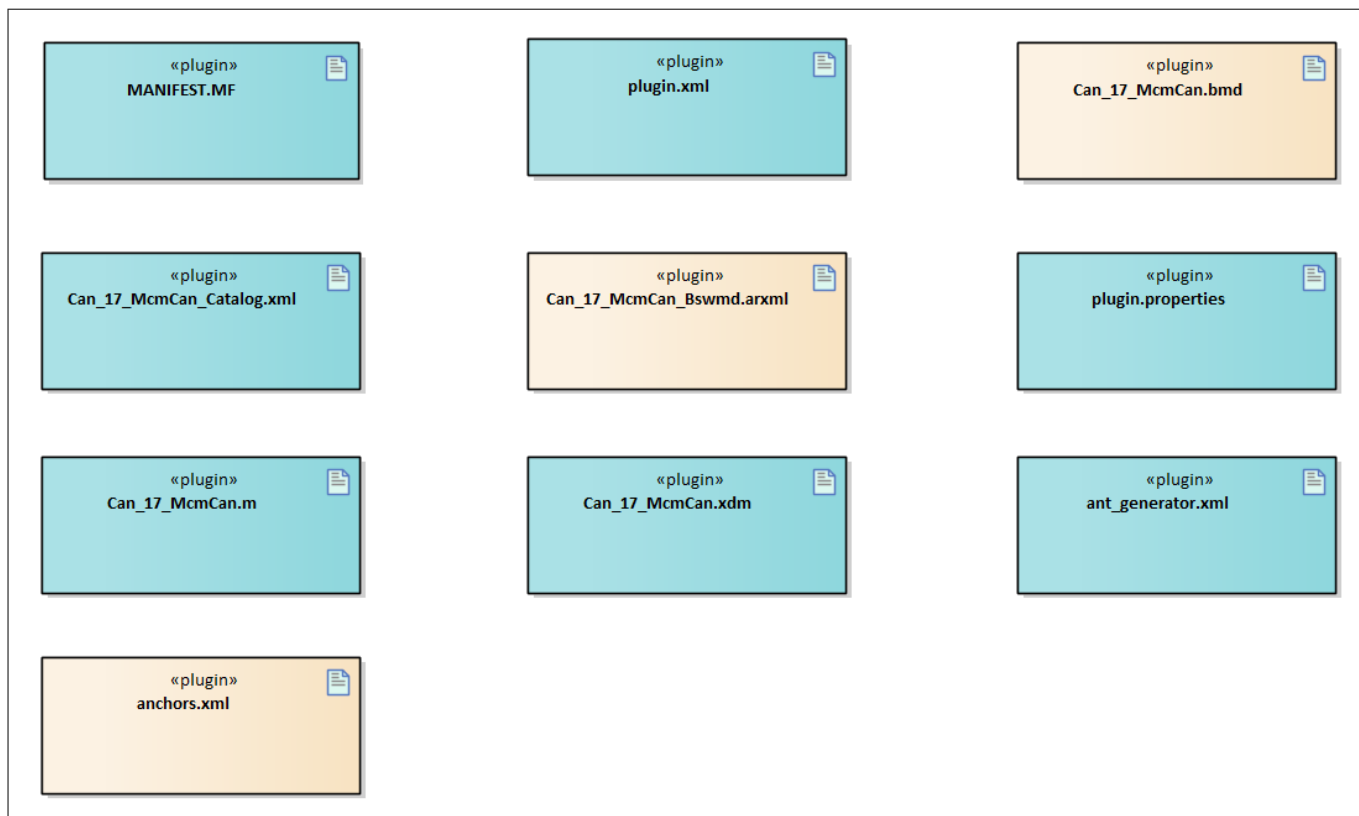 «plugin»
MANIFEST.MF
«plugin»
plugin.xml
«plugin»
Can_17_McmCan.bmd
«plugin»
Can_17_McmCan_Catalog.xml
«plugin»
Can_17_McmCan_Bswmd.arxml
«plugin»
plugin.properties
«plugin»
Can_17_McmCan.m
«plugin»
Can_17_McmCan.xdm
«plugin»
ant_generator.xml
«plugin»
anchors.xml